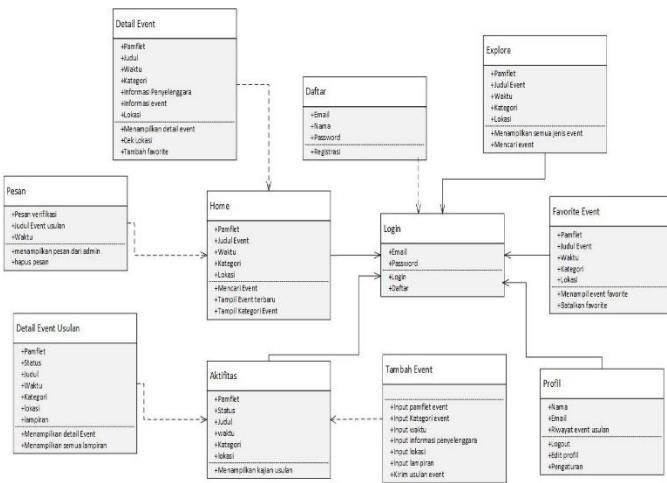 Detail Event
+Pamflet
+Judul
+Waktu
+Kategori
+Informasi Penyelenggara
+Informasi event
+Lokasi
+Menampilkan detail event
+Cek Lokasi
+Tambah favorite
Daftar
+Email
+Nama
+Password
+Registrasi
Explore
+Pamflet
+Judul Event
+Waktu
+Kategori
+Lokasi
+Menampilkan semua jenis event
+Mencari event
Pesan
+Pesan verifikasi
+Judul Event usulan
+Waktu
+menampilkan pesan dari admin
+hapus pesan
Home
+Pamflet
+Judul Event
+Waktu
+Kategori
+Lokasi
+Mencari Event
+Tampil Event terbaru
+Tampil Kategori Event
Login
+Email
+Password
+Login
+Daftar
Favorite Event
+Pamflet
+Judul Event
+Waktu
+Kategori
+Lokasi
+Menampil event favorite
+Batalkan favorite
Detail Event Usulan
+Pamflet
+Status
+Judul
+Waktu
+Kategori
+lokasi
+lampiran
+Menampilkan detail Event
+Menampilkan semua lampiran
Aktifitas
+Pamflet
+Status
+Judul
+waktu
+Kategori
+lokasi
+Menampilkan kajian usulan
Tambah Event
+Input pamflet event
+Input Kategori event
+Input waktu
+Input informasi penyelenggara
+Input lokasi
+Input lampiran
+Kirim usulan event
Profil
+Nama
+Email
+Riwayat event usulan
+Logout
+Edit profil
+Pengaturan